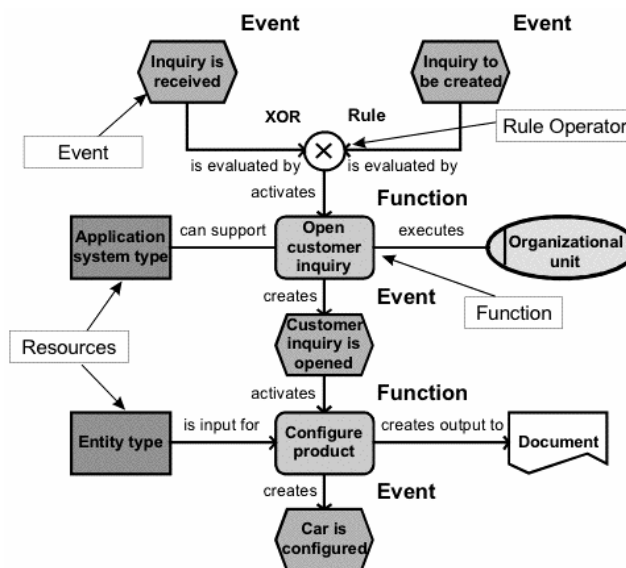 Event
Event
Inquiry is
received
Inquiry to
be created
XOR
Rule
Event
Rule Operator
is evaluated by
is evaluated by
activates
Function
Application
system type
can support
Open
customer
inquiry
executes
Organizational
unit
creates
Event
Function
Resources
Customer
inquiry is
opened
activates
Function
Entity type
is input for
Configure
product
creates output to
Document
creates
Event
Car is
configured